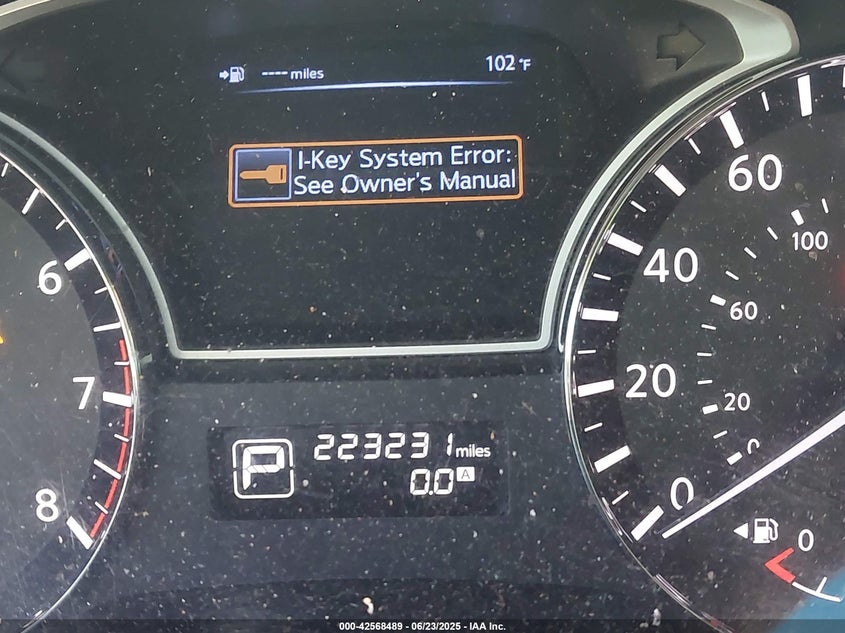 ---- miles
102 °F
I-Key System Error:
See Owner's Manual
6
7
8
60
40
20
0
100
60
20
0
P
223231 miles
0.0 A
0
000-42568489 - 06/23/2025 - IAA Inc.